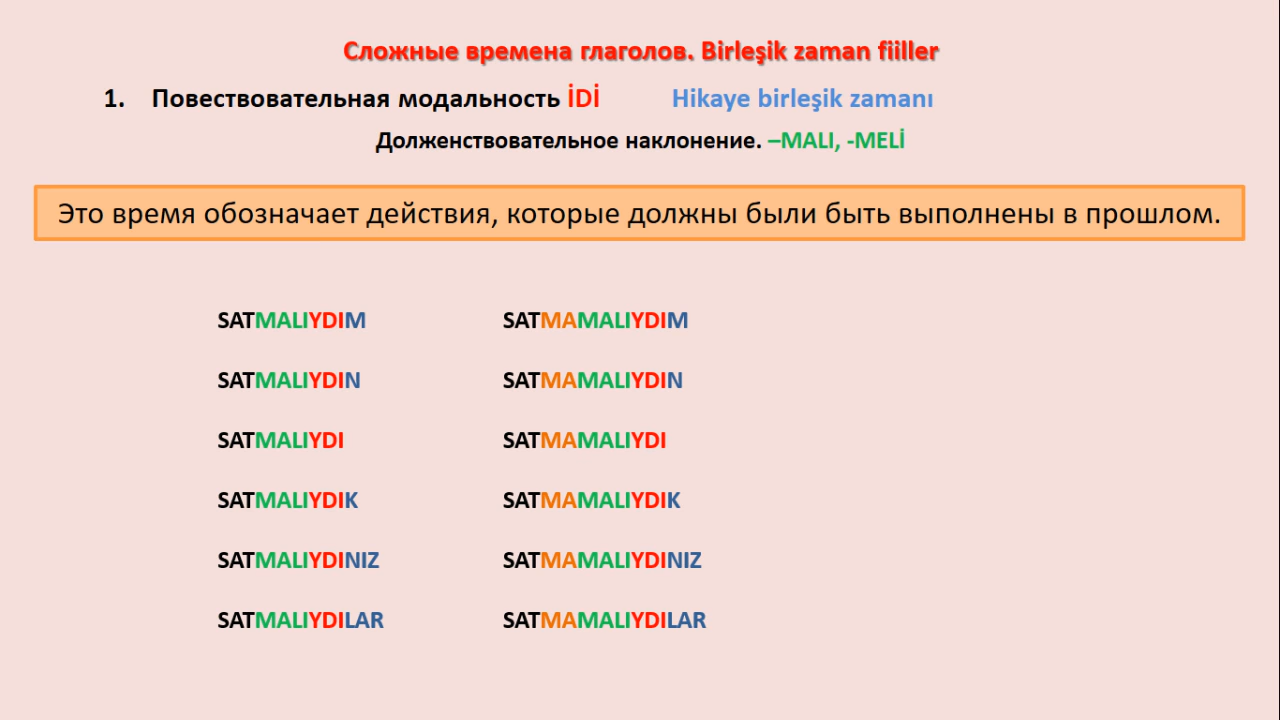 Сложные времена глаголов. Birleşik zaman fiiller
1. Повествовательная модальность İDİ Hikaye birleşik zamanı
Долженствовательное наклонение. –MALI, -MELİ
Это время обозначает действия, которые должны были быть выполнены в прошлом.
SATMALIYDIM SATMAMALIYDIM
SATMALIYDIN SATMAMALIYDIN
SATMALIYDI SATMAMALIYDI
SATMALIYDIK SATMAMALIYDIK
SATMALIYDINIZ SATMAMALIYDINIZ
SATMALIYDILAR SATMAMALIYDILAR